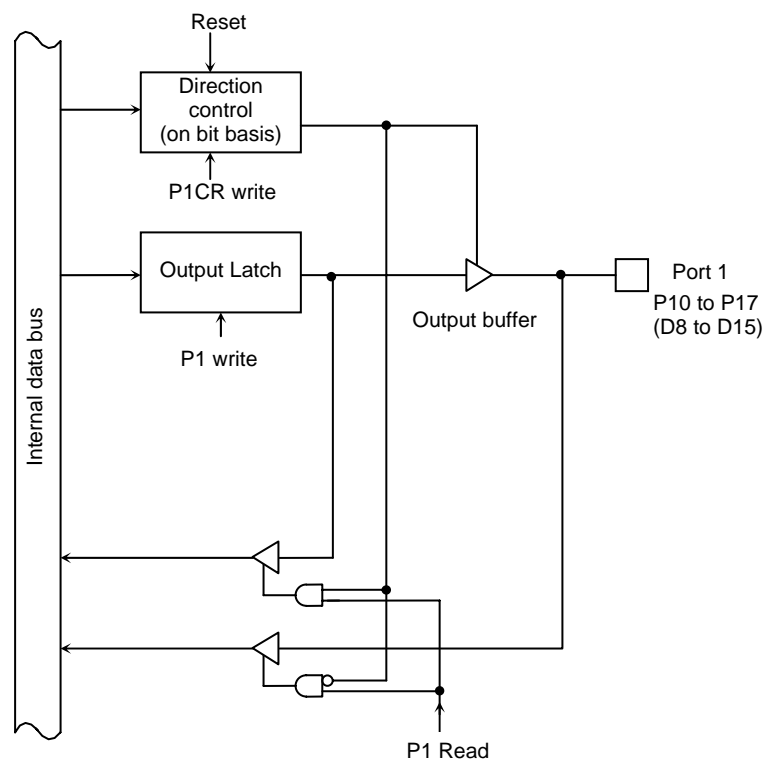 Reset
Direction
control
(on bit basis)
P1CR write
Output Latch
P1 write
Output buffer
Port 1
P10 to P17
(D8 to D15)
Internal data bus
P1 Read